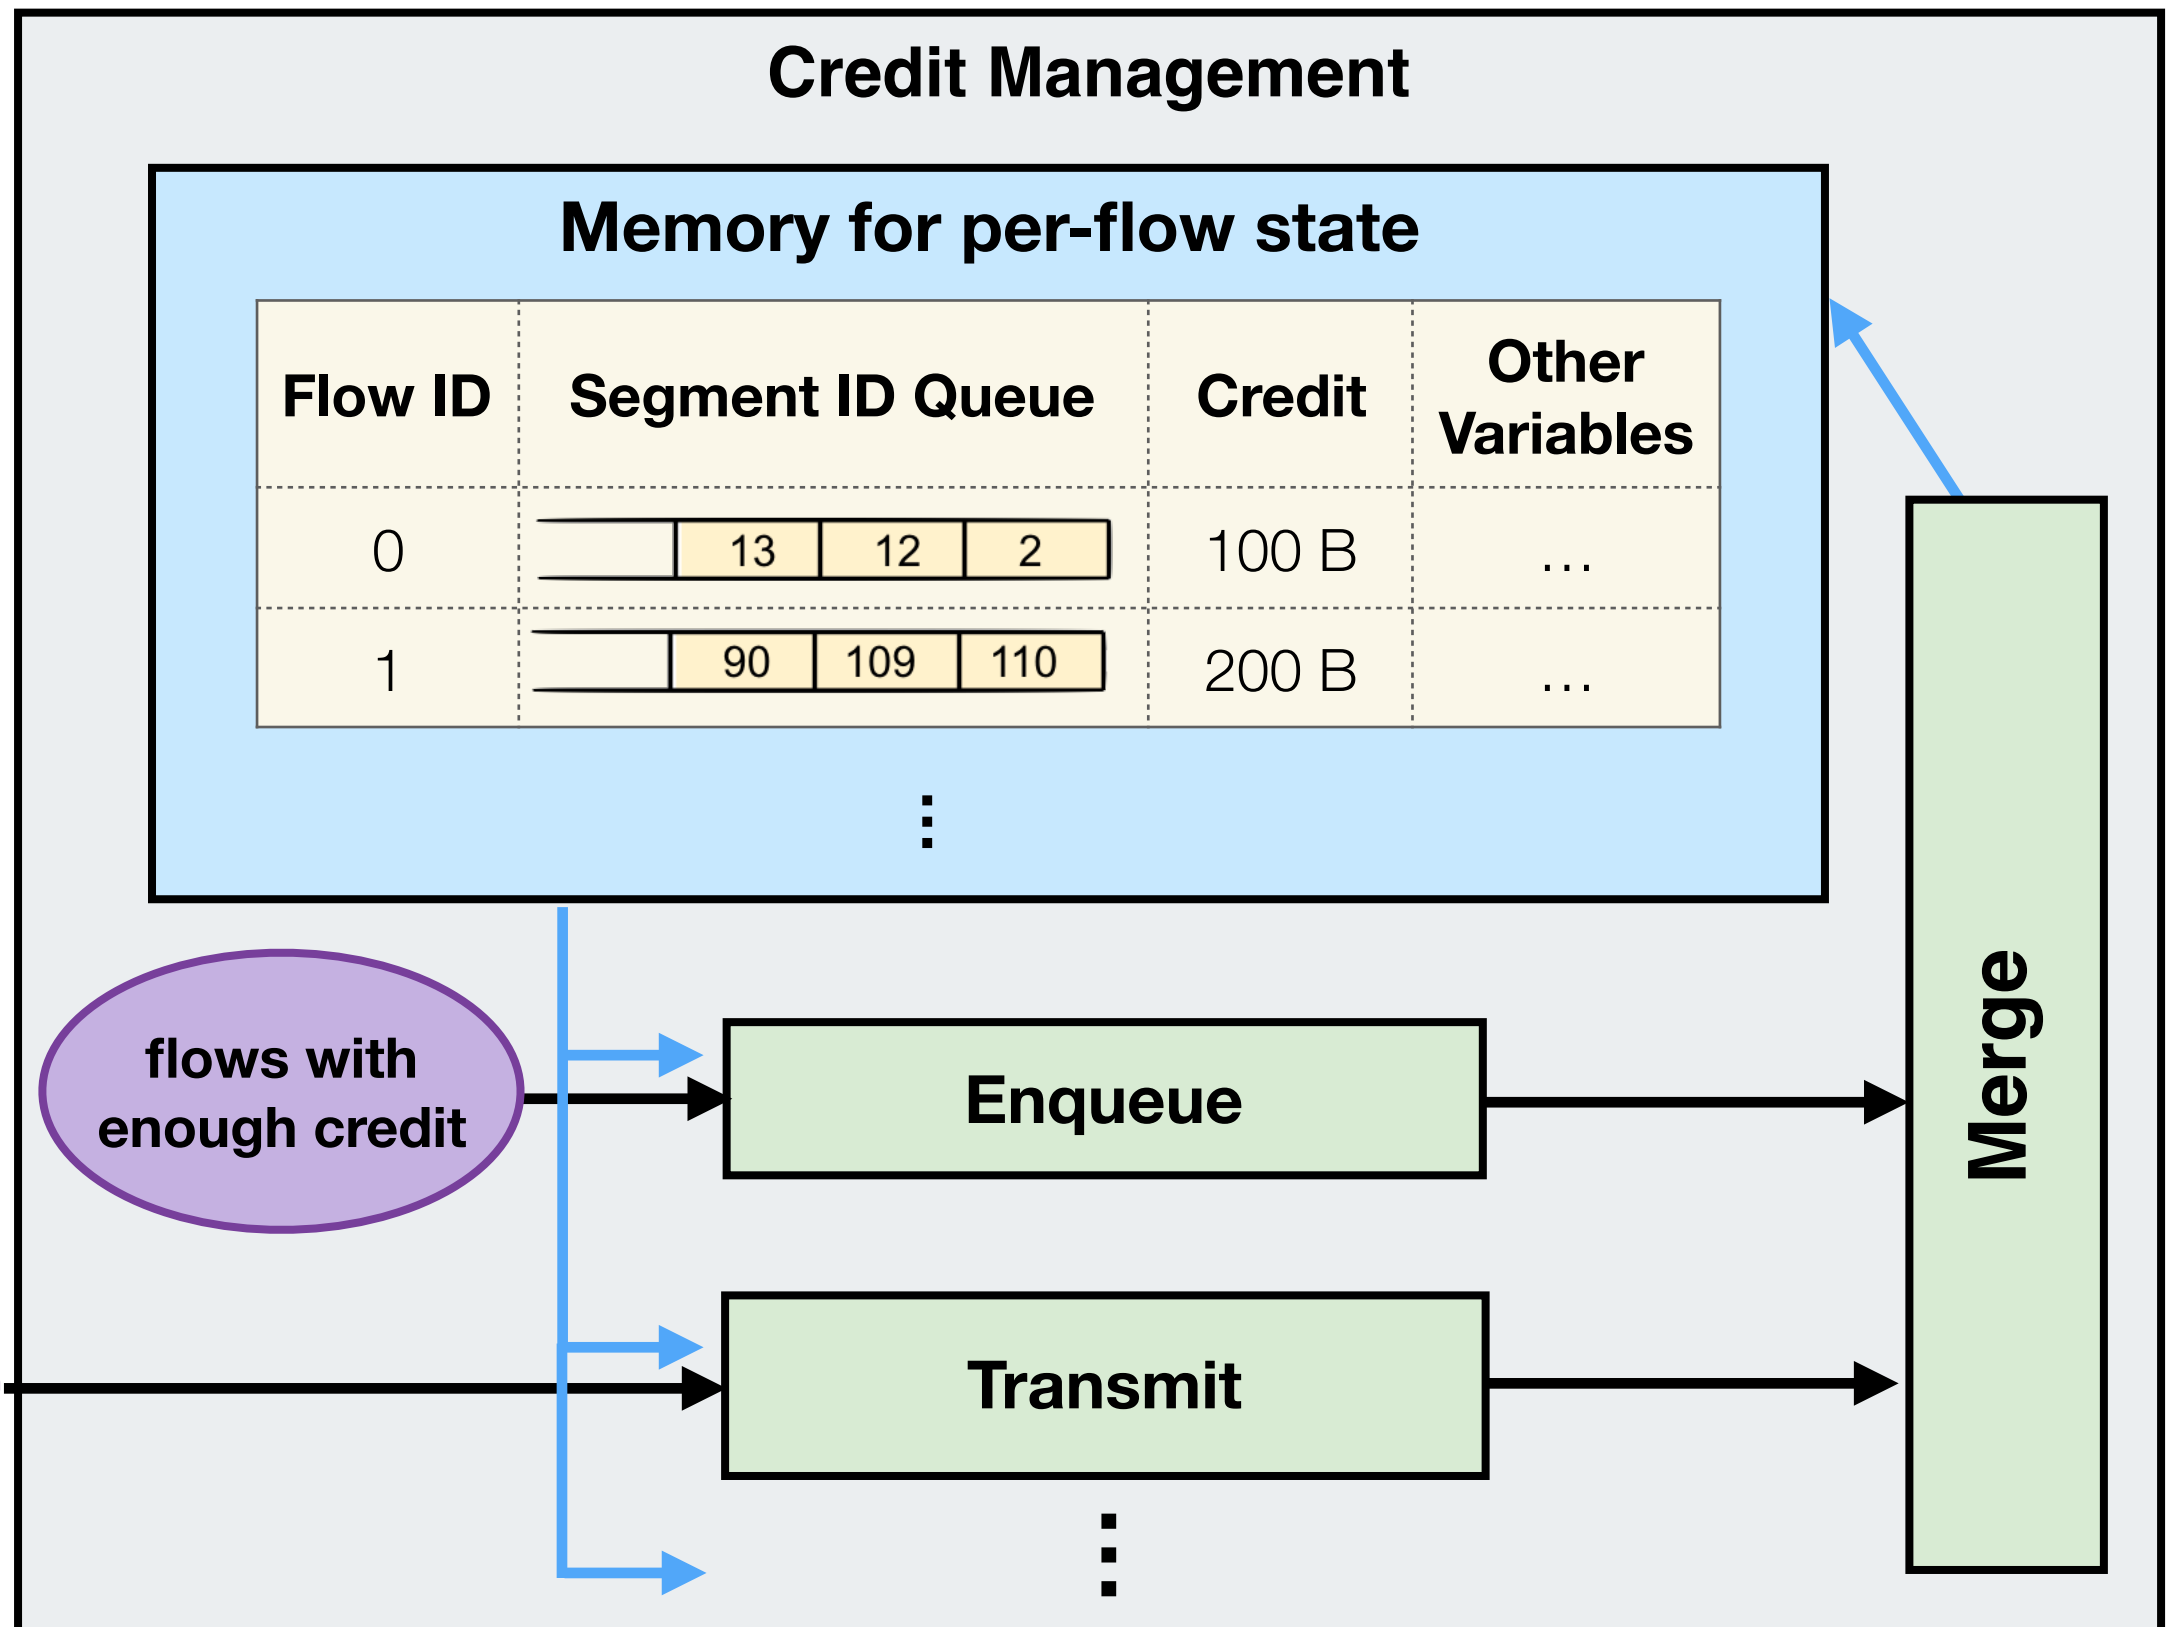 Credit Management
Memory for per-flow state
Flow ID Segment ID Queue Credit Other Variables
0 13 12 2 100 B ...
1 90 109 110 200 B ...
flows with
enough credit
Enqueue
Transmit
Merge